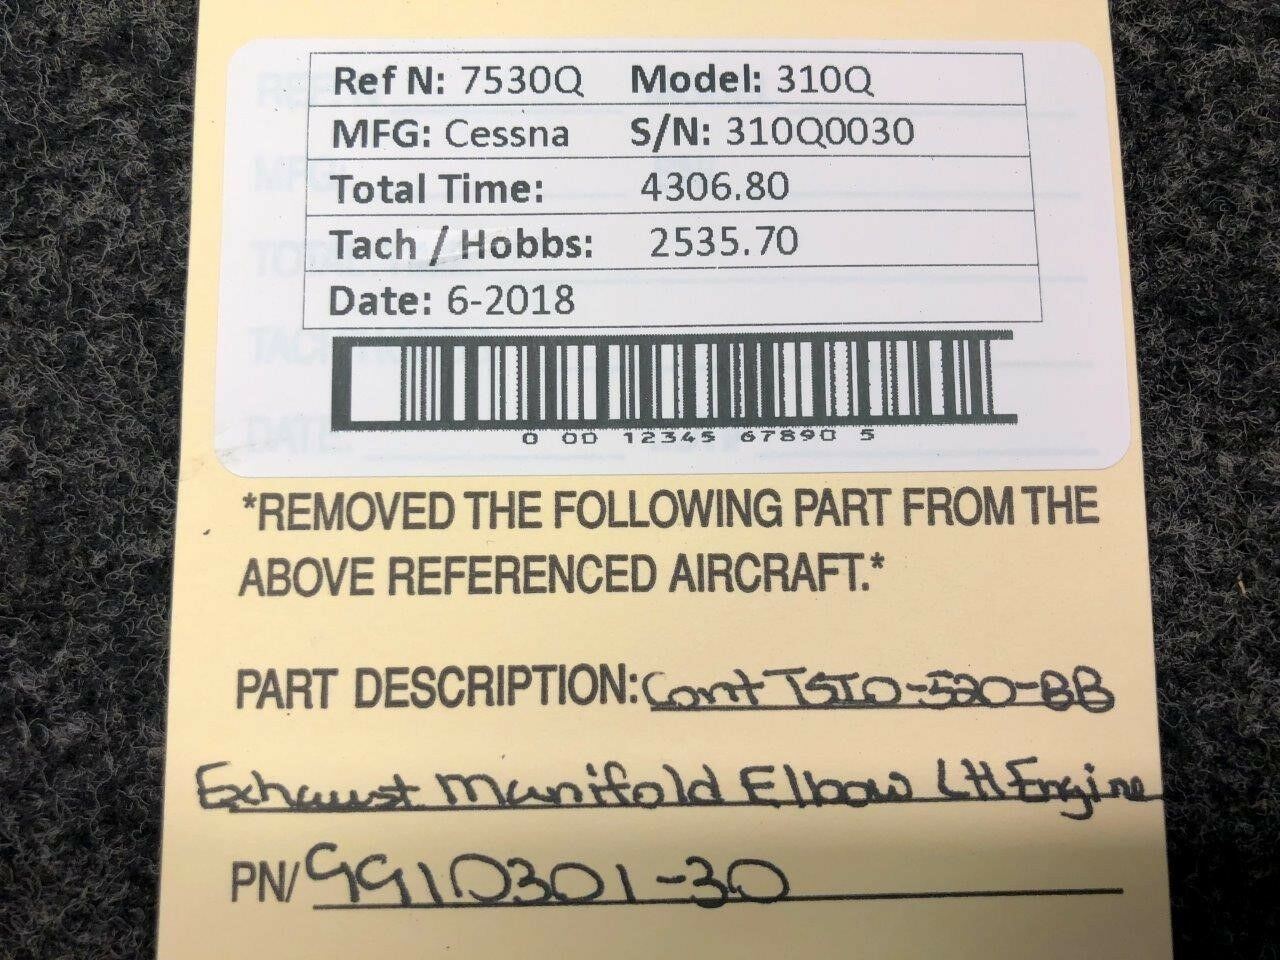 Ref N: 7530Q Model: 310Q
MFG: Cessna S/N: 310Q0030
Total Time: 4306.80
Tach / Hobbs: 2535.70
Date: 6-2018
0 00 12345 67890 5
*REMOVED THE FOLLOWING PART FROM THE
ABOVE REFERENCED AIRCRAFT.*
PART DESCRIPTION: Cont TSIO-520-BB
Exhaust Manifold Elbow LH Engine
PN/ 9910301-30